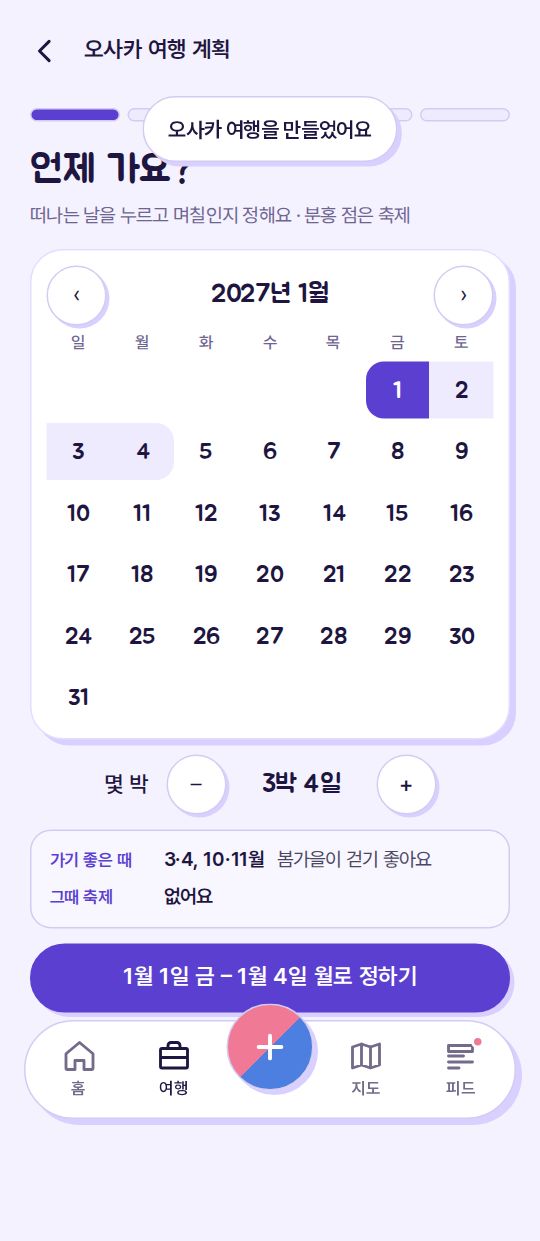 오사카 여행 계획
오사카 여행을 만들었어요
언제 가요?
떠나는 날을 누르고 며칠인지 정해요 · 분홍 점은 축제
‹ 2027년 1월 ›
일 월 화 수 목 금 토
1 2
3 4 5 6 7 8 9
10 11 12 13 14 15 16
17 18 19 20 21 22 23
24 25 26 27 28 29 30
31
몇 박 − 3박 4일 +
가기 좋은 때 3·4, 10·11월 봄가을이 걷기 좋아요
그때 축제 없어요
1월 1일 금 – 1월 4일 월로 정하기
홈 여행 지도 피드